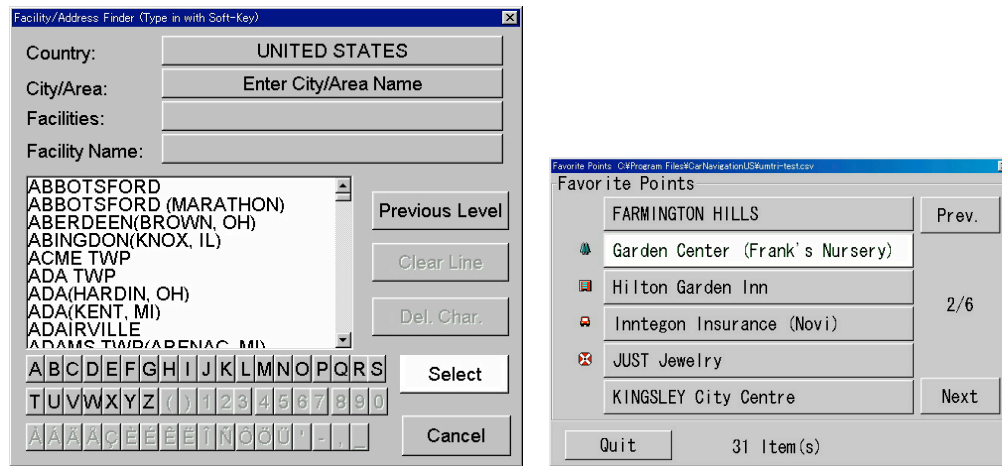 Facility/Address Finder (Type in with Soft-Key)
Country: UNITED STATES
City/Area: Enter City/Area Name
Facilities:
Facility Name:
ABBOTSFORD
ABBOTSFORD (MARATHON)
ABERDEEN(BROWN, OH)
ABINGDON(KNOX, IL)
ACME TWP
ADA TWP
ADA(HARDIN, OH)
ADA(KENT, MI)
ADAIRVILLE
ADAMS TWP(ARENAC, MI)
Previous Level
Clear Line
Del. Char.
A B C D E F G H I J K L M N O P Q R S
T U V W X Y Z ( ) 1 2 3 4 5 6 7 8 9 0
Select
Cancel
Favorite Points C:¥Program Files¥CarNavigationUS¥umtri-test.csv
Favorite Points
FARMINGTON HILLS
Garden Center (Frank's Nursery)
Hilton Garden Inn
Inntegon Insurance (Novi)
JUST Jewelry
KINGSLEY City Centre
Prev.
2/6
Next
Quit
31 Item(s)